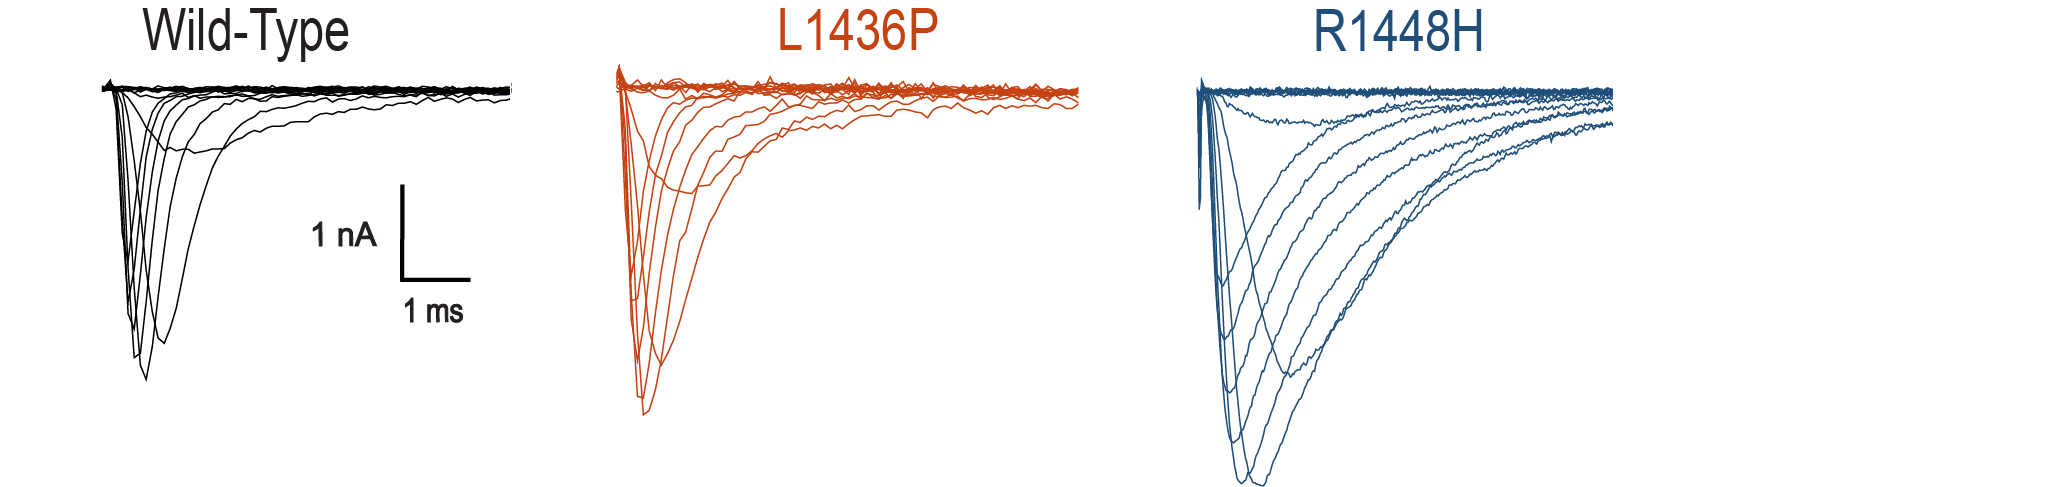 Wild-Type
L1436P
R1448H
1 nA
1 ms